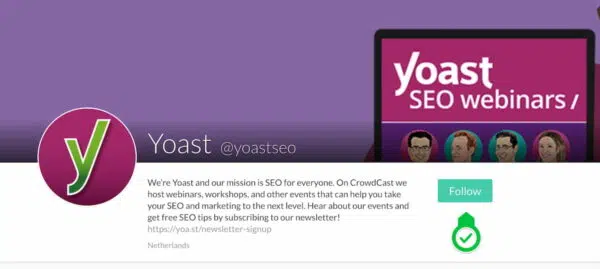 yoast
SEO webinars /
y
Yoast @yoastseo
We're Yoast and our mission is SEO for everyone. On CrowdCast we
host webinars, workshops, and other events that can help you take
your SEO and marketing to the next level. Hear about our events and
get free SEO tips by subscribing to our newsletter!
https://yoa.st/newsletter-signup
Netherlands
Follow